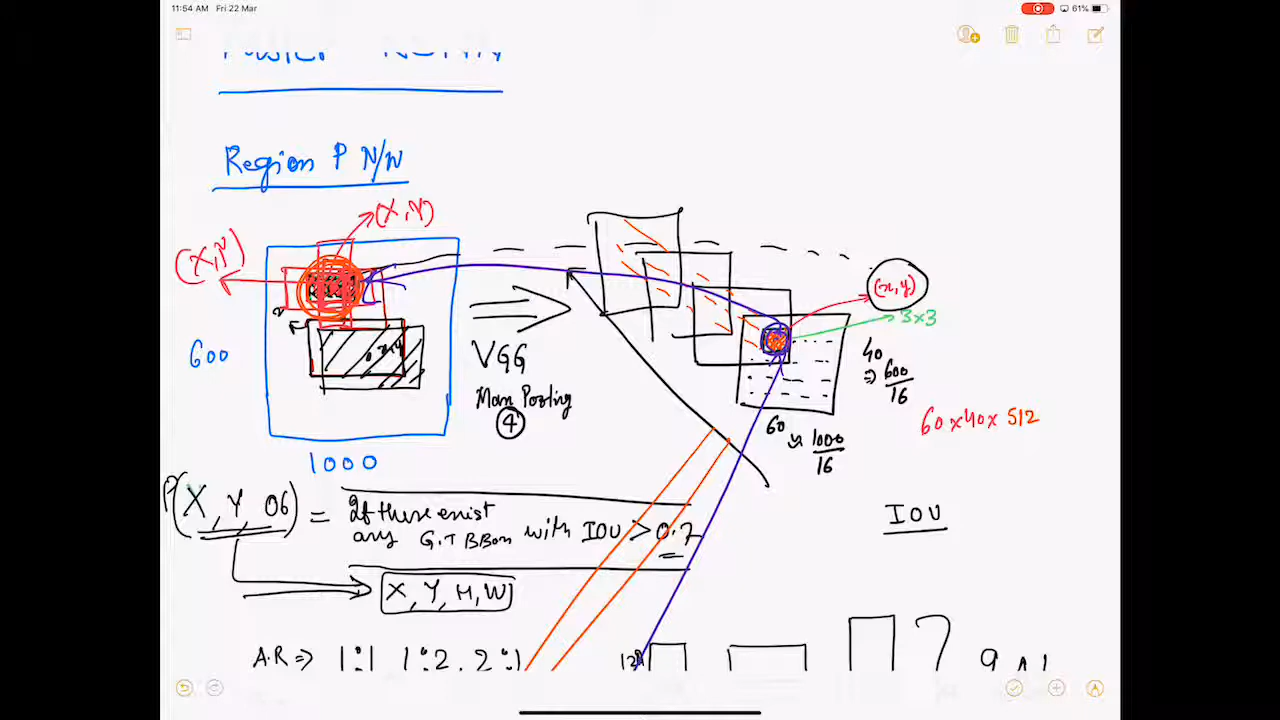 11:54 AM Fri 22 Mar
61%
Region P N/W
(X,Y)
(X,Y)
(x,y)
3x3
600
VGG
Max Pooling
4
40
=> 600/16
60
1000/16
60x40x 512
1000
P(X, Y, Ob) = If there exist any G.T BBox with IOU > 0.7
IOU
X, Y, H, W
A.R => 1:1 1:2, 2:1
128